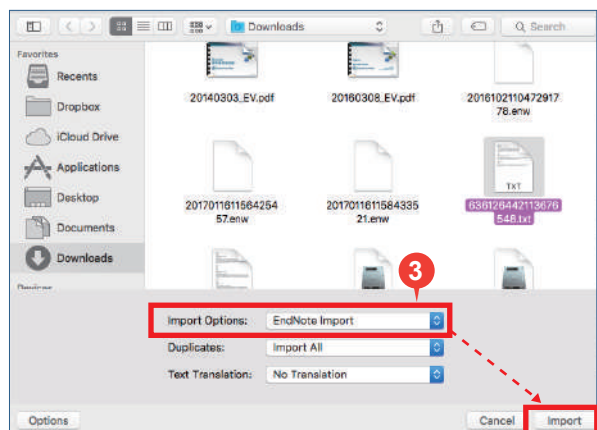 Downloads
Search
Favorites
Recents
Dropbox
iCloud Drive
Applications
Desktop
Documents
Downloads
Devices
20140303_EV.pdf
20160308_EV.pdf
2016102110472917
78.enw
2017011611564254
57.enw
2017011611584335
21.enw
TXT
636126442113676
548.txt
3
Import Options: EndNote Import
Duplicates: Import All
Text Translation: No Translation
Options
Cancel
Import